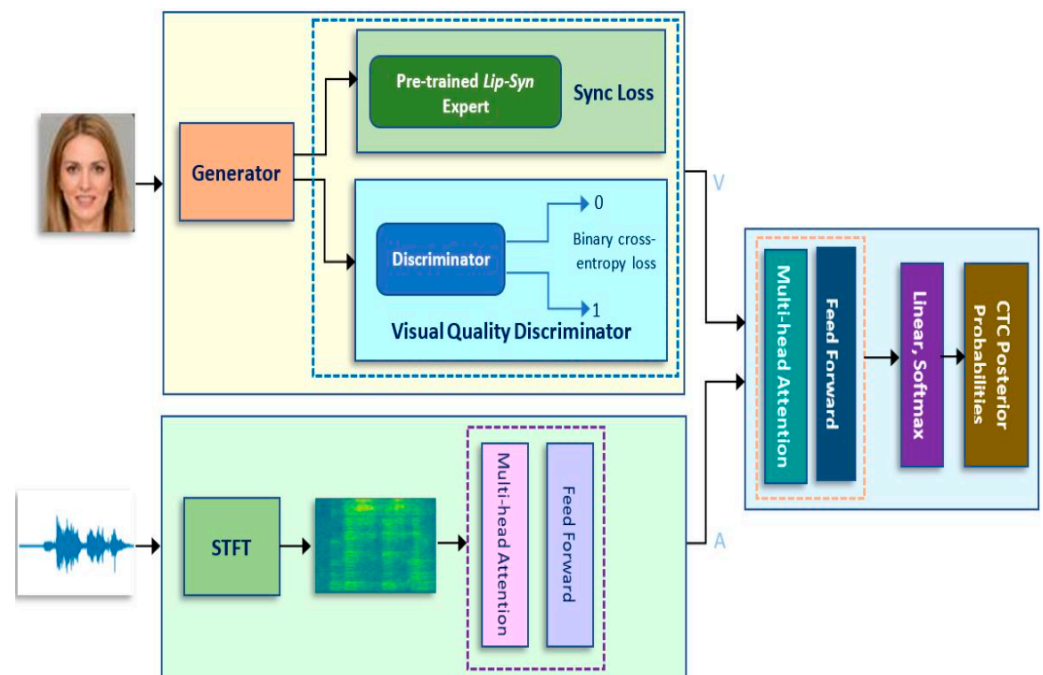 Pre-trained Lip-Syn
Expert
Sync Loss
Generator
Discriminator
0
Binary cross-
entropy loss
1
Visual Quality Discriminator
V
STFT
Multi-head Attention
Feed Forward
A
Multi-head Attention
Feed Forward
Linear, Softmax
CTC Posterior
Probabilities